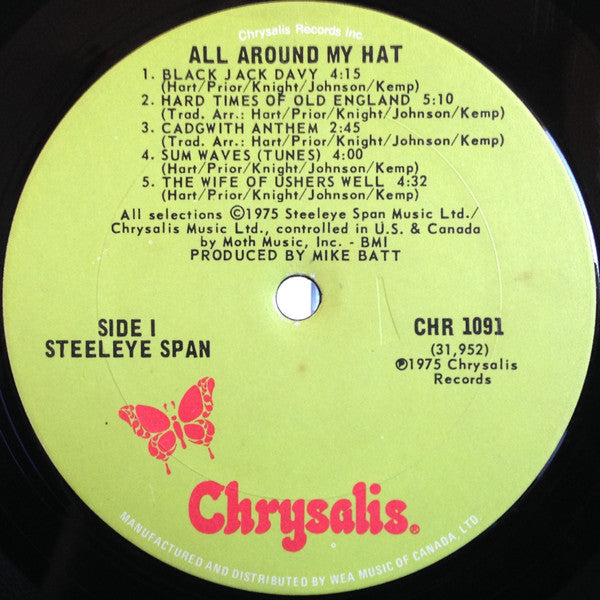 Chrysalis Records Inc.
ALL AROUND MY HAT
1. BLACK JACK DAVY 4:15
(Hart/Prior/Knight/Johnson/Kemp)
2. HARD TIMES OF OLD ENGLAND 5:10
(Trad. Arr.: Hart/Prior/Knight/Johnson/Kemp)
3. CADGWITH ANTHEM 2:45
(Trad. Arr.: Hart/Prior/Knight/Johnson/Kemp)
4. SUM WAVES (TUNES) 4:00
(Hart/Prior/Knight/Johnson/Kemp)
5. THE WIFE OF USHERS WELL 4:32
(Hart/Prior/Knight/Johnson/Kemp)
All selections ©1975 Steeleye Span Music Ltd./
Chrysalis Music Ltd., controlled in U.S. & Canada
by Moth Music, Inc. - BMI
PRODUCED BY MIKE BATT
SIDE I
STEELEYE SPAN
CHR 1091
(31,952)
℗1975 Chrysalis
Records
Chrysalis®
MANUFACTURED AND DISTRIBUTED BY WEA MUSIC OF CANADA, LTD.